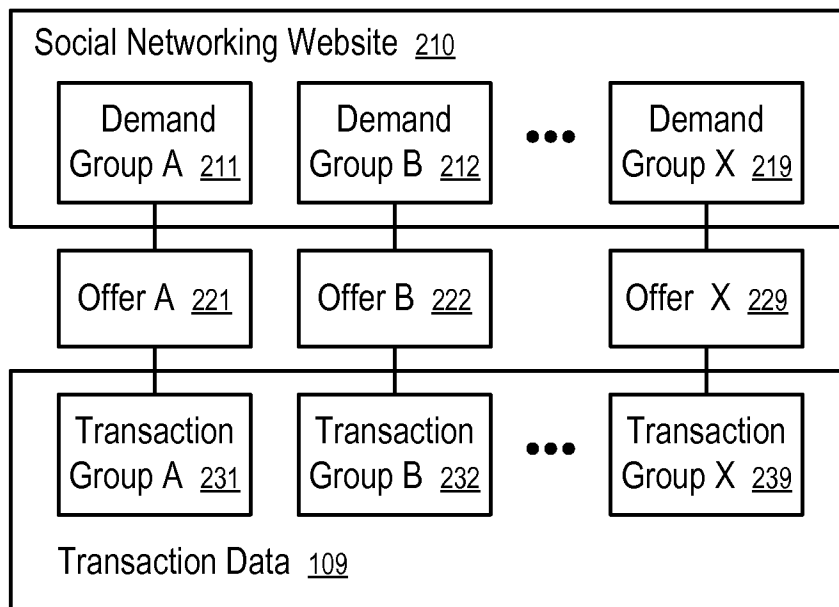 Social Networking Website 210
Demand
Group A 211
Demand
Group B 212
•••
Demand
Group X 219
Offer A 221
Offer B 222
Offer X 229
Transaction
Group A 231
Transaction
Group B 232
•••
Transaction
Group X 239
Transaction Data 109